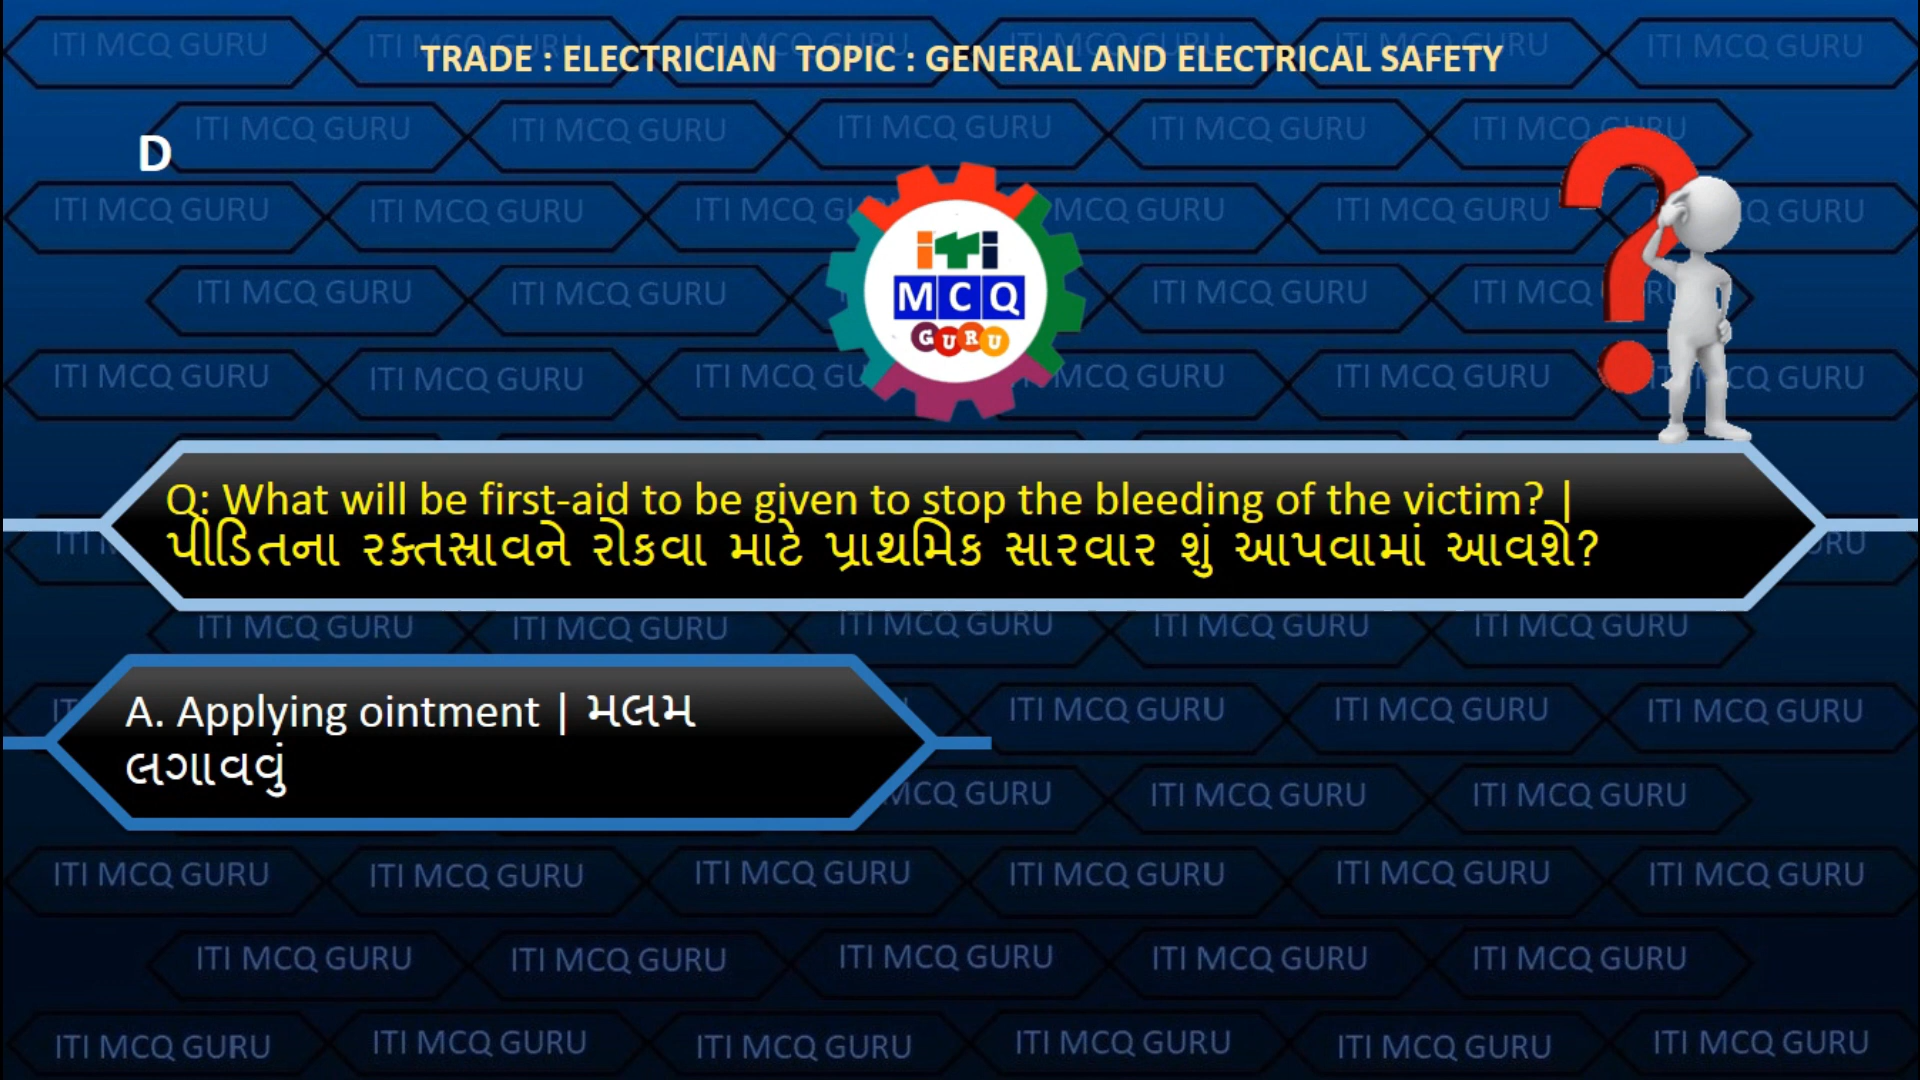 TRADE : ELECTRICIAN TOPIC : GENERAL AND ELECTRICAL SAFETY
D
iTi
MCQ
GURU
Q: What will be first-aid to be given to stop the bleeding of the victim? |
પીડિતના રક્તસ્રાવને રોકવા માટે પ્રાથમિક સારવાર શું આપવામાં આવશે?
A. Applying ointment | મલમ
લગાવવું
ITI MCQ GURU